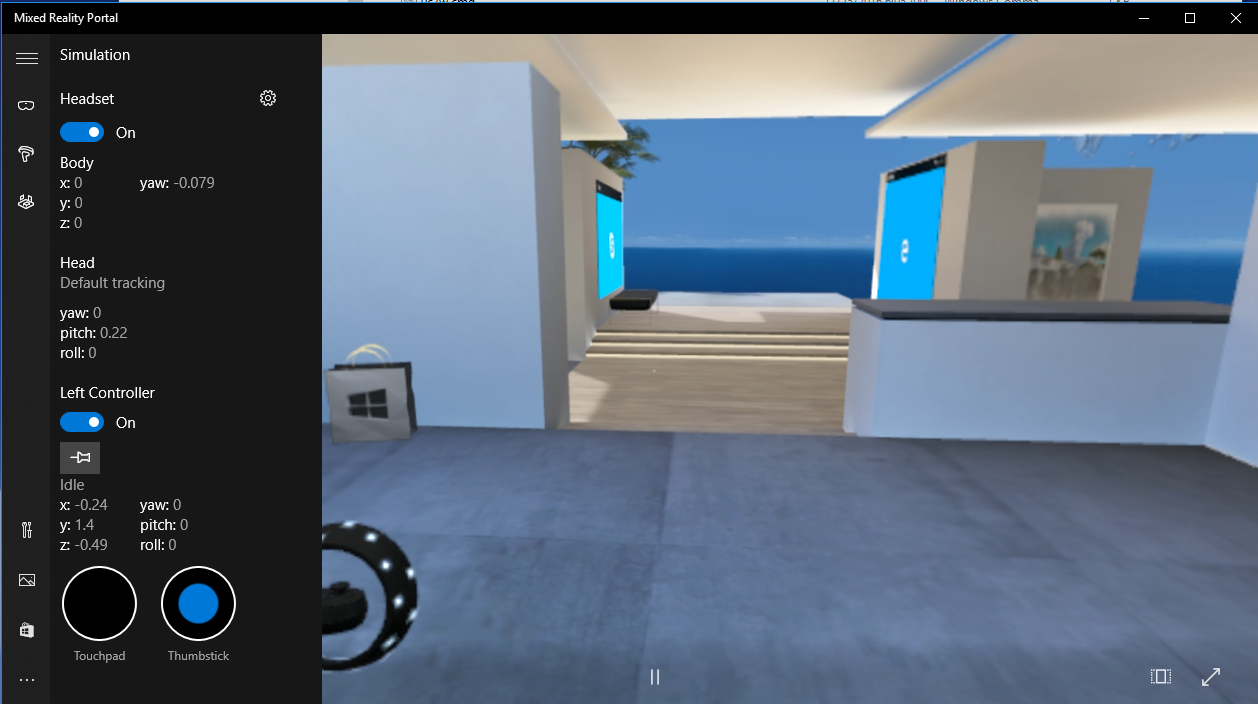 Mixed Reality Portal
Simulation
Headset
On
Body
x: 0 yaw: -0.079
y: 0
z: 0
Head
Default tracking
yaw: 0
pitch: 0.22
roll: 0
Left Controller
On
Idle
x: -0.24 yaw: 0
y: 1.4 pitch: 0
z: -0.49 roll: 0
Touchpad Thumbstick